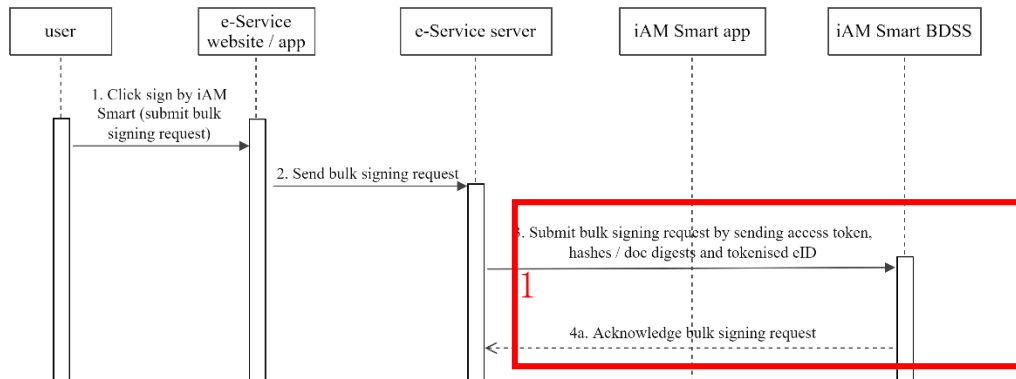 user
e-Service
website / app
e-Service server
iAM Smart app
iAM Smart BDSS
1. Click sign by iAM
Smart (submit bulk
signing request)
2. Send bulk signing request
3. Submit bulk signing request by sending access token,
hashes / doc digests and tokenised eID
1
4a. Acknowledge bulk signing request